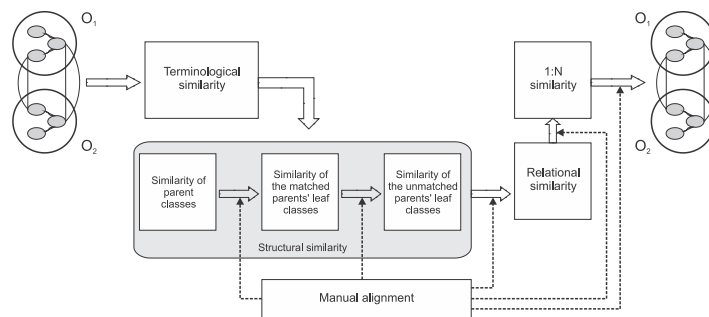 O1
O2
Terminological
similarity
Similarity of
parent
classes
Similarity of
the matched
parents' leaf
classes
Similarity of
the unmatched
parents' leaf
classes
Structural similarity
Manual alignment
1:N
similarity
Relational
similarity
O1
O2